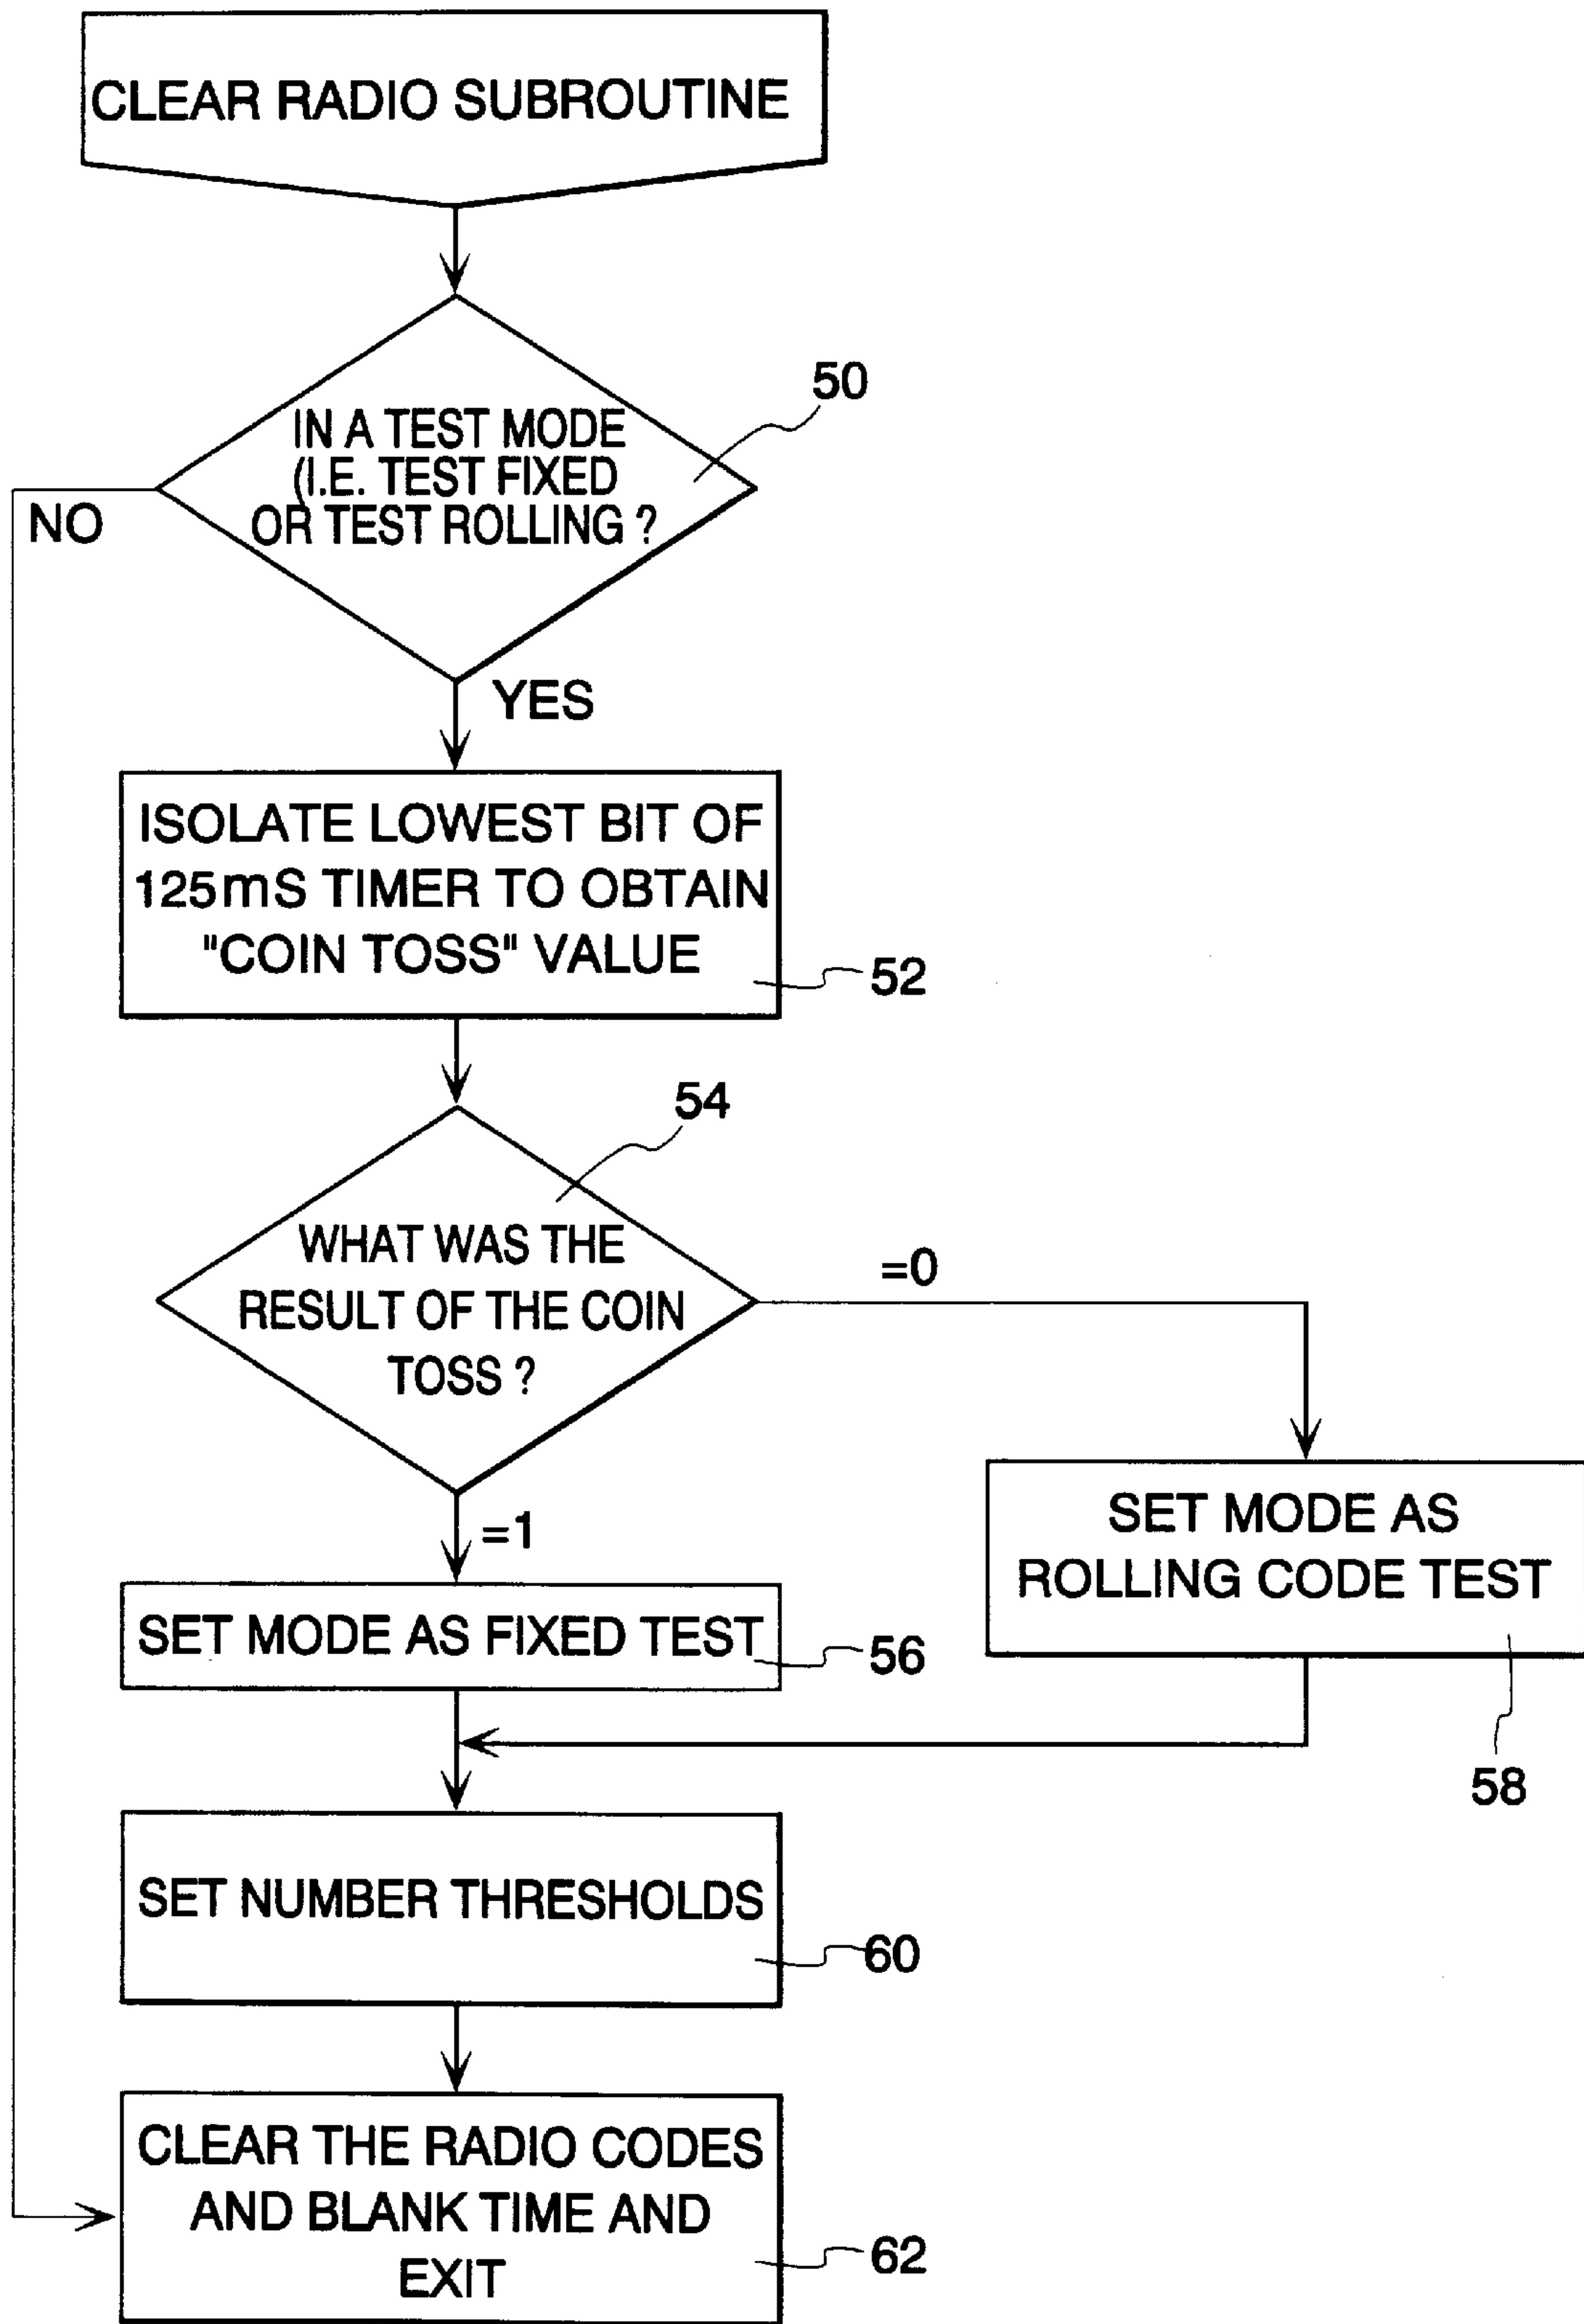 CLEAR RADIO SUBROUTINE
50
IN A TEST MODE
(I.E. TEST FIXED
OR TEST ROLLING ?
NO
YES
ISOLATE LOWEST BIT OF
125mS TIMER TO OBTAIN
"COIN TOSS" VALUE
52
54
WHAT WAS THE
RESULT OF THE COIN
TOSS ?
=0
=1
SET MODE AS
ROLLING CODE TEST
SET MODE AS FIXED TEST
56
58
SET NUMBER THRESHOLDS
60
CLEAR THE RADIO CODES
AND BLANK TIME AND
EXIT
62